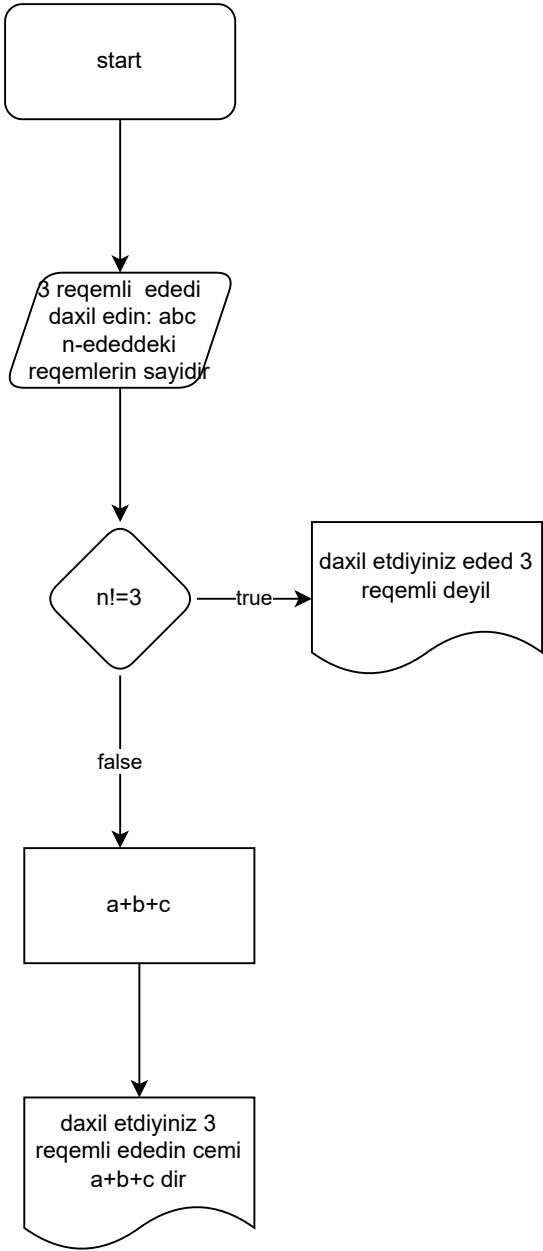 start
3 reqemli  ededi
daxil edin: abc
n-ededdeki
reqemlerin sayidir
n!=3
true
daxil etdiyiniz eded 3
reqemli deyil
false
a+b+c
daxil etdiyiniz 3
reqemli ededin cemi
a+b+c dir